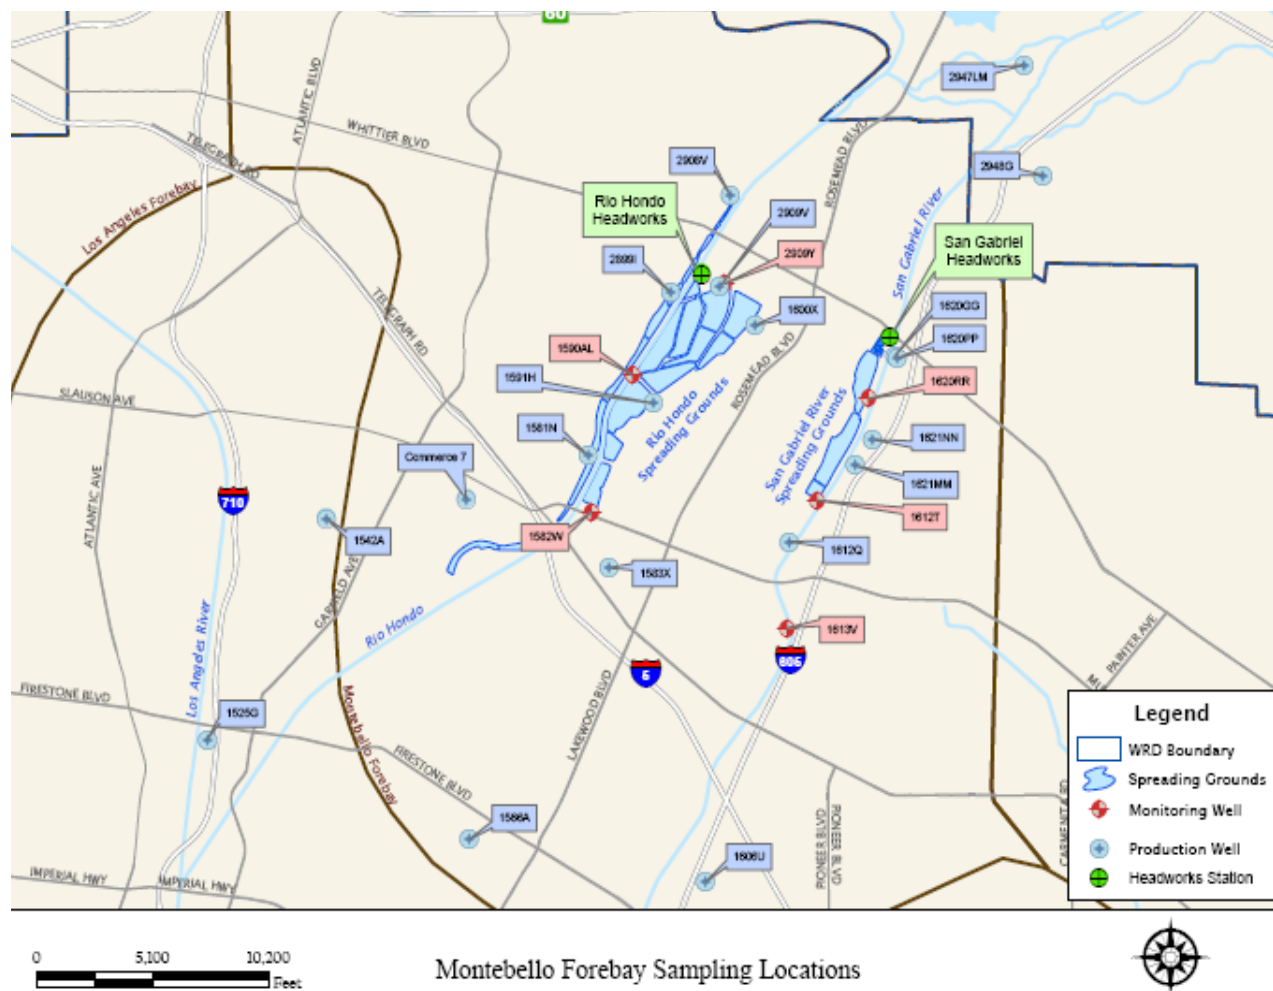 60
ATLANTIC BLVD
WHITTIER BLVD
TELEGRAPH RD
Los Angeles Forebay
2947LM
ROSEMEAD BLVD
2908V
2948G
Rio Hondo
Headworks
2909V
San Gabriel River
San Gabriel
Headworks
2909Y
2899I
TELEGRAPH RD
1600X
1620GG
1620PP
1590AL
1591H
ROSEMEAD BLVD
1620RR
SLAUSON AVE
Rio Hondo
Spreading Grounds
San Gabriel River
Spreading Grounds
1581N
1621NN
Commerce 7
1621MM
ATLANTIC AVE
710
1612T
1542A
1582W
1612Q
1583X
GARFIELD AVE
Rio Hondo
1613V
Los Angeles River
605
5
PAINTER AVE
FIRESTONE BLVD
LAKEWOOD BLVD
Montebello Forebay
1525G
FIRESTONE BLVD
Legend
WRD Boundary
Spreading Grounds
Monitoring Well
Production Well
Headworks Station
1566A
1606U
PIONEER BLVD
PIONEER BLVD
CARMENITA RD
IMPERIAL HWY
IMPERIAL HWY
0
5,100
10,200
Feet
Montebello Forebay Sampling Locations